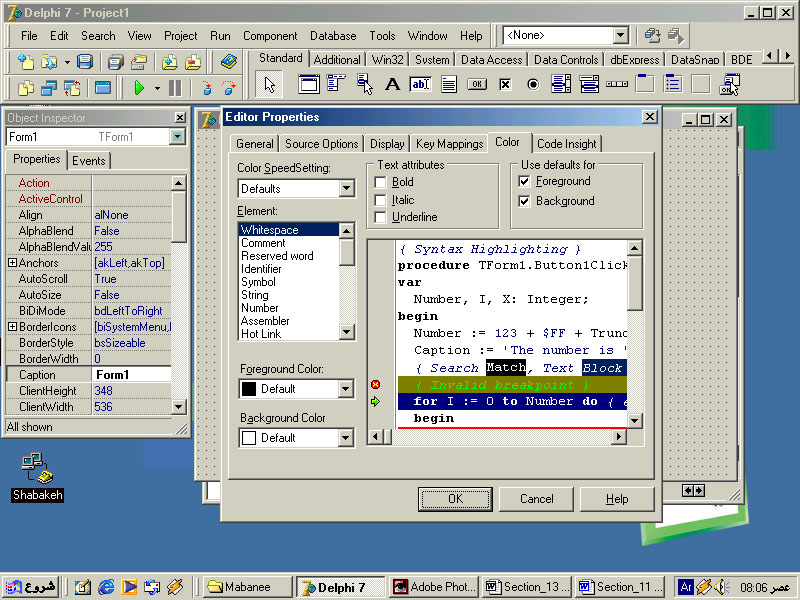 Delphi 7 - Project1
File Edit Search View Project Run Component Database Tools Window Help <None>
Standard Additional Win32 System Data Access Data Controls dbExpress DataSnap BDE
Object Inspector
Form1 TForm1
Properties Events
Action
ActiveControl
Align alNone
AlphaBlend False
AlphaBlendValu 255
Anchors [akLeft,akTop]
AutoScroll True
AutoSize False
BiDiMode bdLeftToRight
BorderIcons [biSystemMenu,
BorderStyle bsSizeable
BorderWidth 0
Caption Form1
ClientHeight 348
ClientWidth 536
All shown
Editor Properties
General Source Options Display Key Mappings Color Code Insight
Color SpeedSetting:
Defaults
Element:
Whitespace
Comment
Reserved word
Identifier
Symbol
String
Number
Assembler
Hot Link
Foreground Color:
Default
Background Color
Default
Text attributes
Bold
Italic
Underline
Use defaults for
Foreground
Background
{ Syntax Highlighting }
procedure TForm1.Button1Click
var
Number, I, X: Integer;
begin
Number := 123 + $FF + Trunc
Caption := 'The number is '
{ Search Match, Text Block
{ Invalid breakpoint }
for I := 0 to Number do {
begin
OK Cancel Help
Shabakeh
شروع Mabanee Delphi 7 Adobe Phot... Section_13 ... Section_11 ... Ar 08:06 عصر